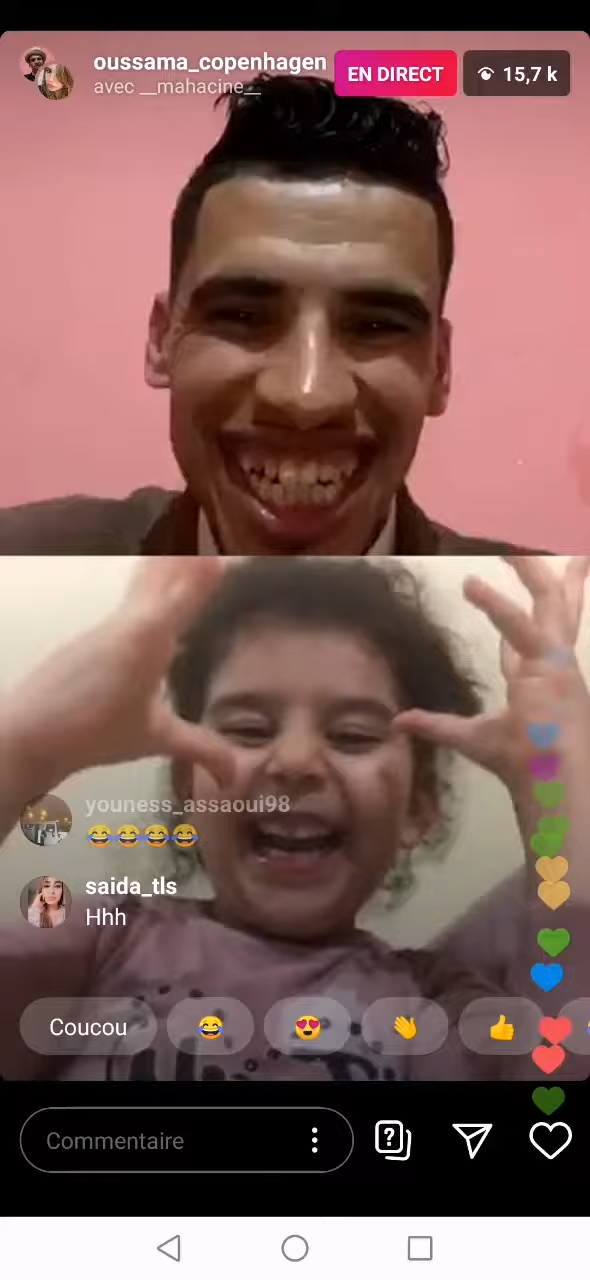 oussama_copenhagen
avec __mahacine__
EN DIRECT
15,7 k
youness_assaoui98
😂😂😂😂
saida_tls
Hhh
Coucou
Commentaire